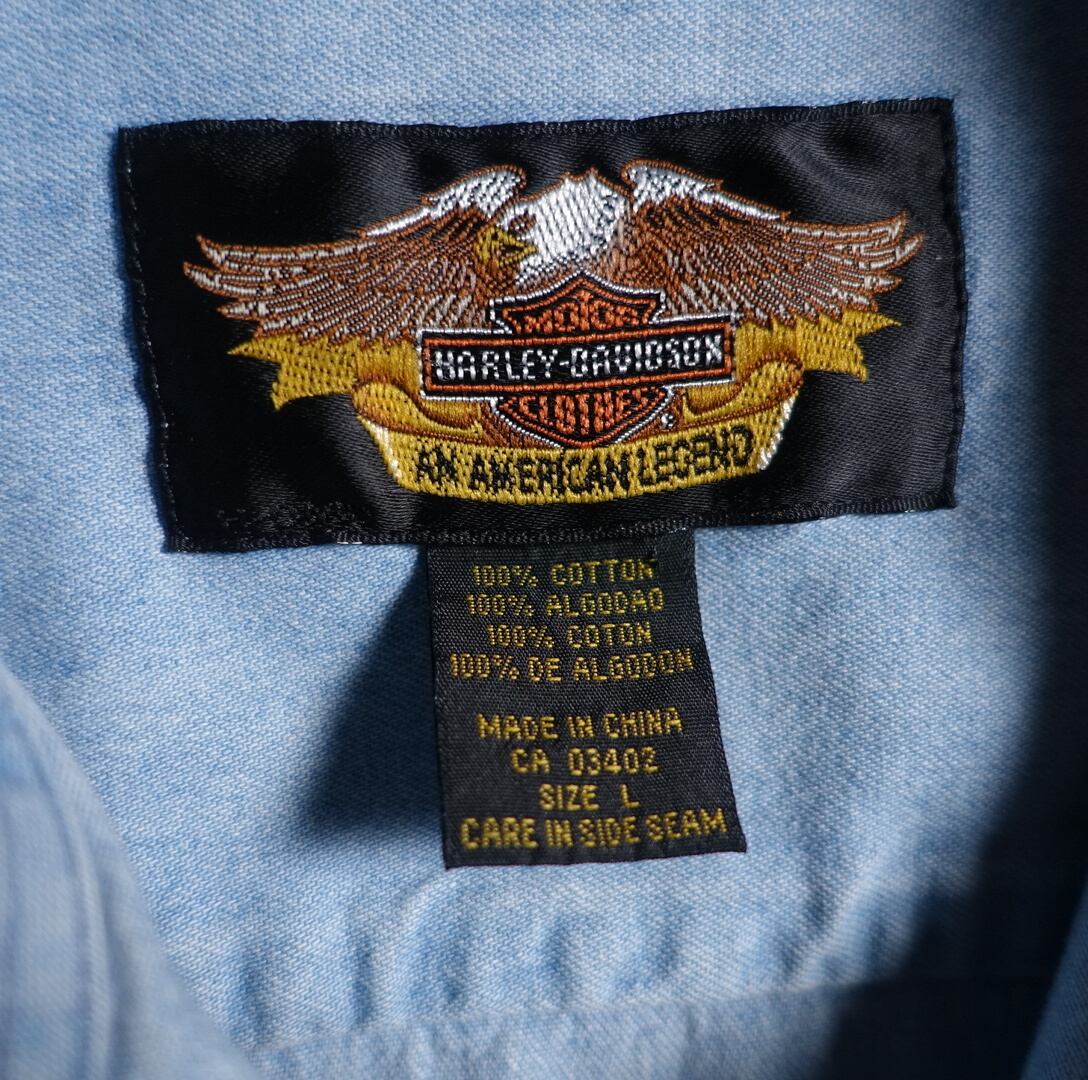 MOTOR
HARLEY-DAVIDSON
CLOTHES
®
AN AMERICAN LEGEND
100% COTTON
100% ALGODAO
100% COTON
100% DE ALGODON
MADE IN CHINA
CA 03402
SIZE L
CARE IN SIDE SEAM